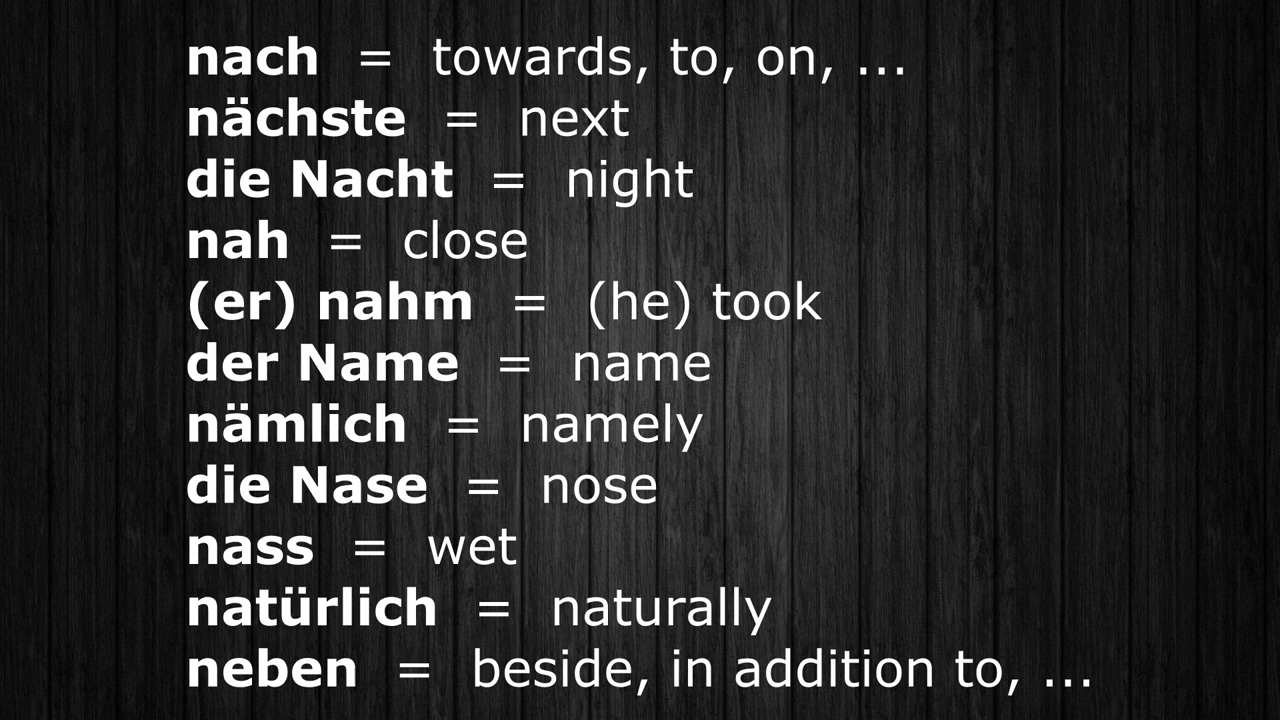 nach = towards, to, on, ...
nächste = next
die Nacht = night
nah = close
(er) nahm = (he) took
der Name = name
nämlich = namely
die Nase = nose
nass = wet
natürlich = naturally
neben = beside, in addition to, ...